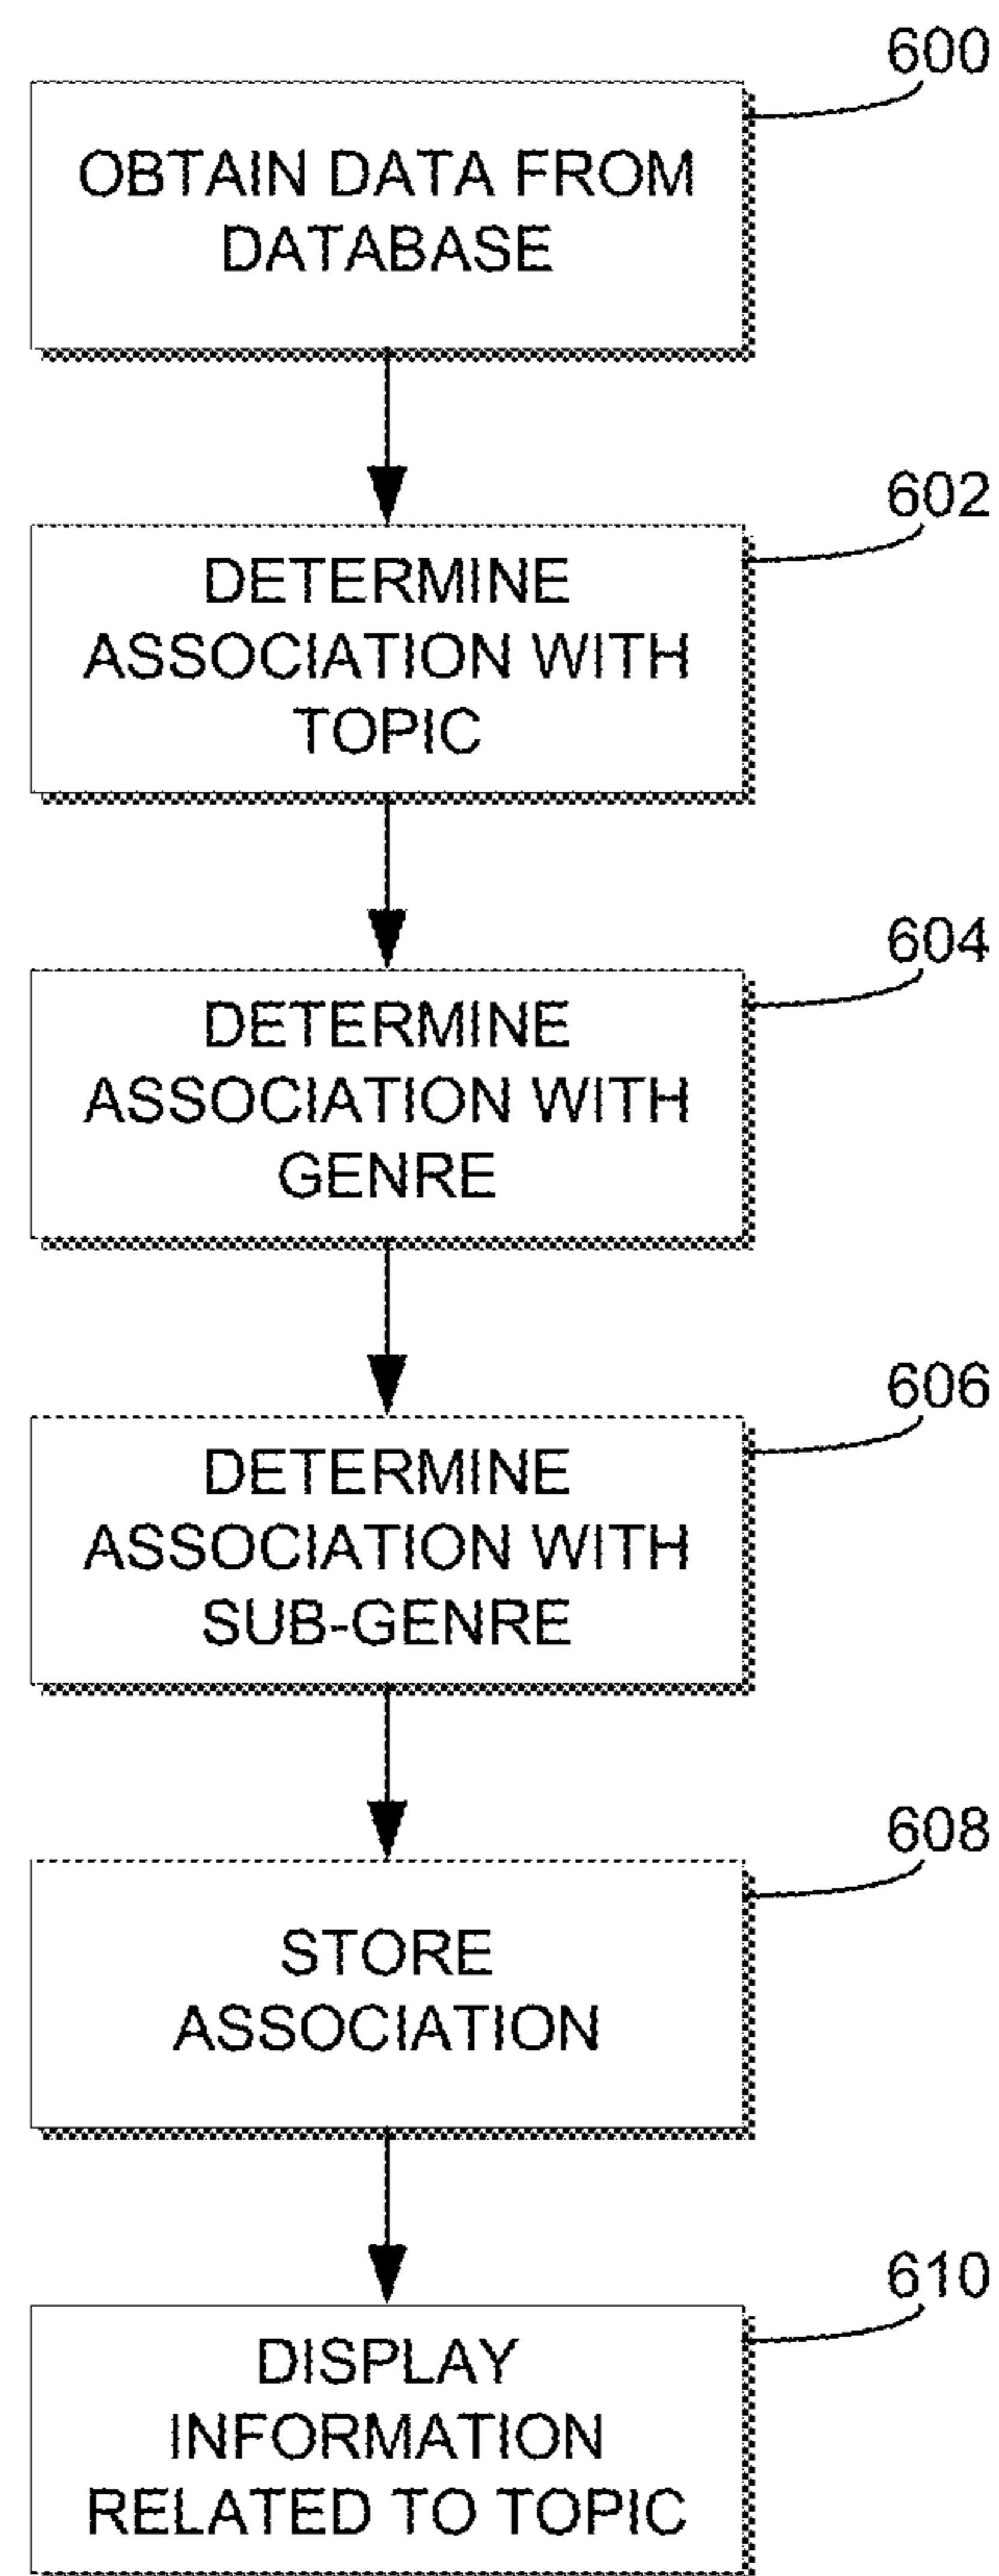 600
OBTAIN DATA FROM
DATABASE
602
DETERMINE
ASSOCIATION WITH
TOPIC
604
DETERMINE
ASSOCIATION WITH
GENRE
606
DETERMINE
ASSOCIATION WITH
SUB-GENRE
608
STORE
ASSOCIATION
610
DISPLAY
INFORMATION
RELATED TO TOPIC